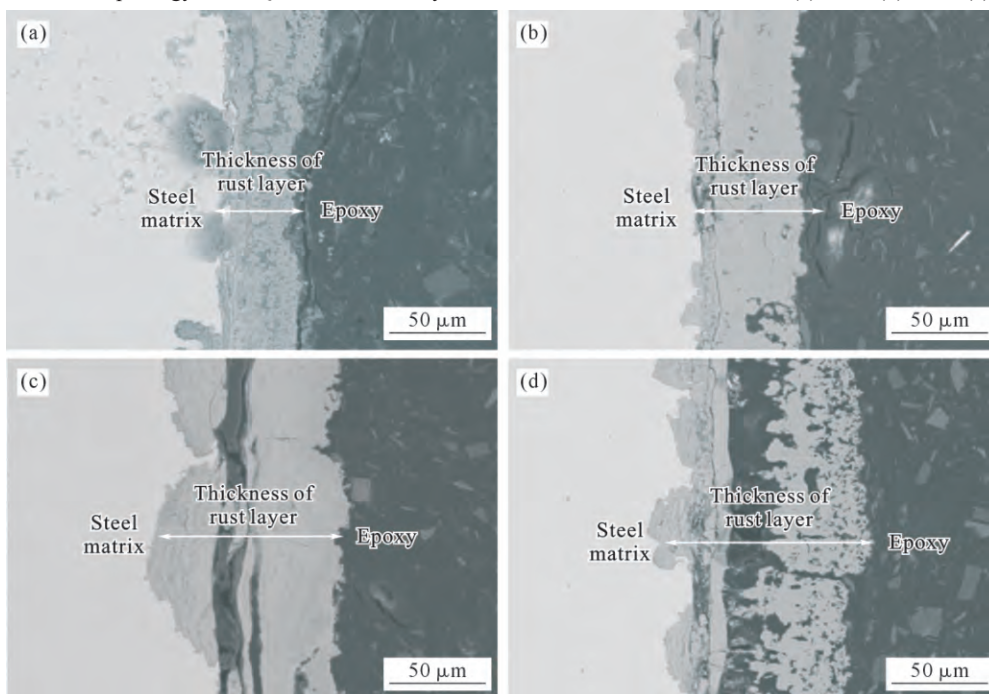 (a)
Thickness of
rust layer
Steel
matrix
Epoxy
50 μm
(b)
Thickness of
rust layer
Steel
matrix
Epoxy
50 μm
(c)
Thickness of
rust layer
Steel
matrix
Epoxy
50 μm
(d)
Thickness of
rust layer
Steel
matrix
Epoxy
50 μm